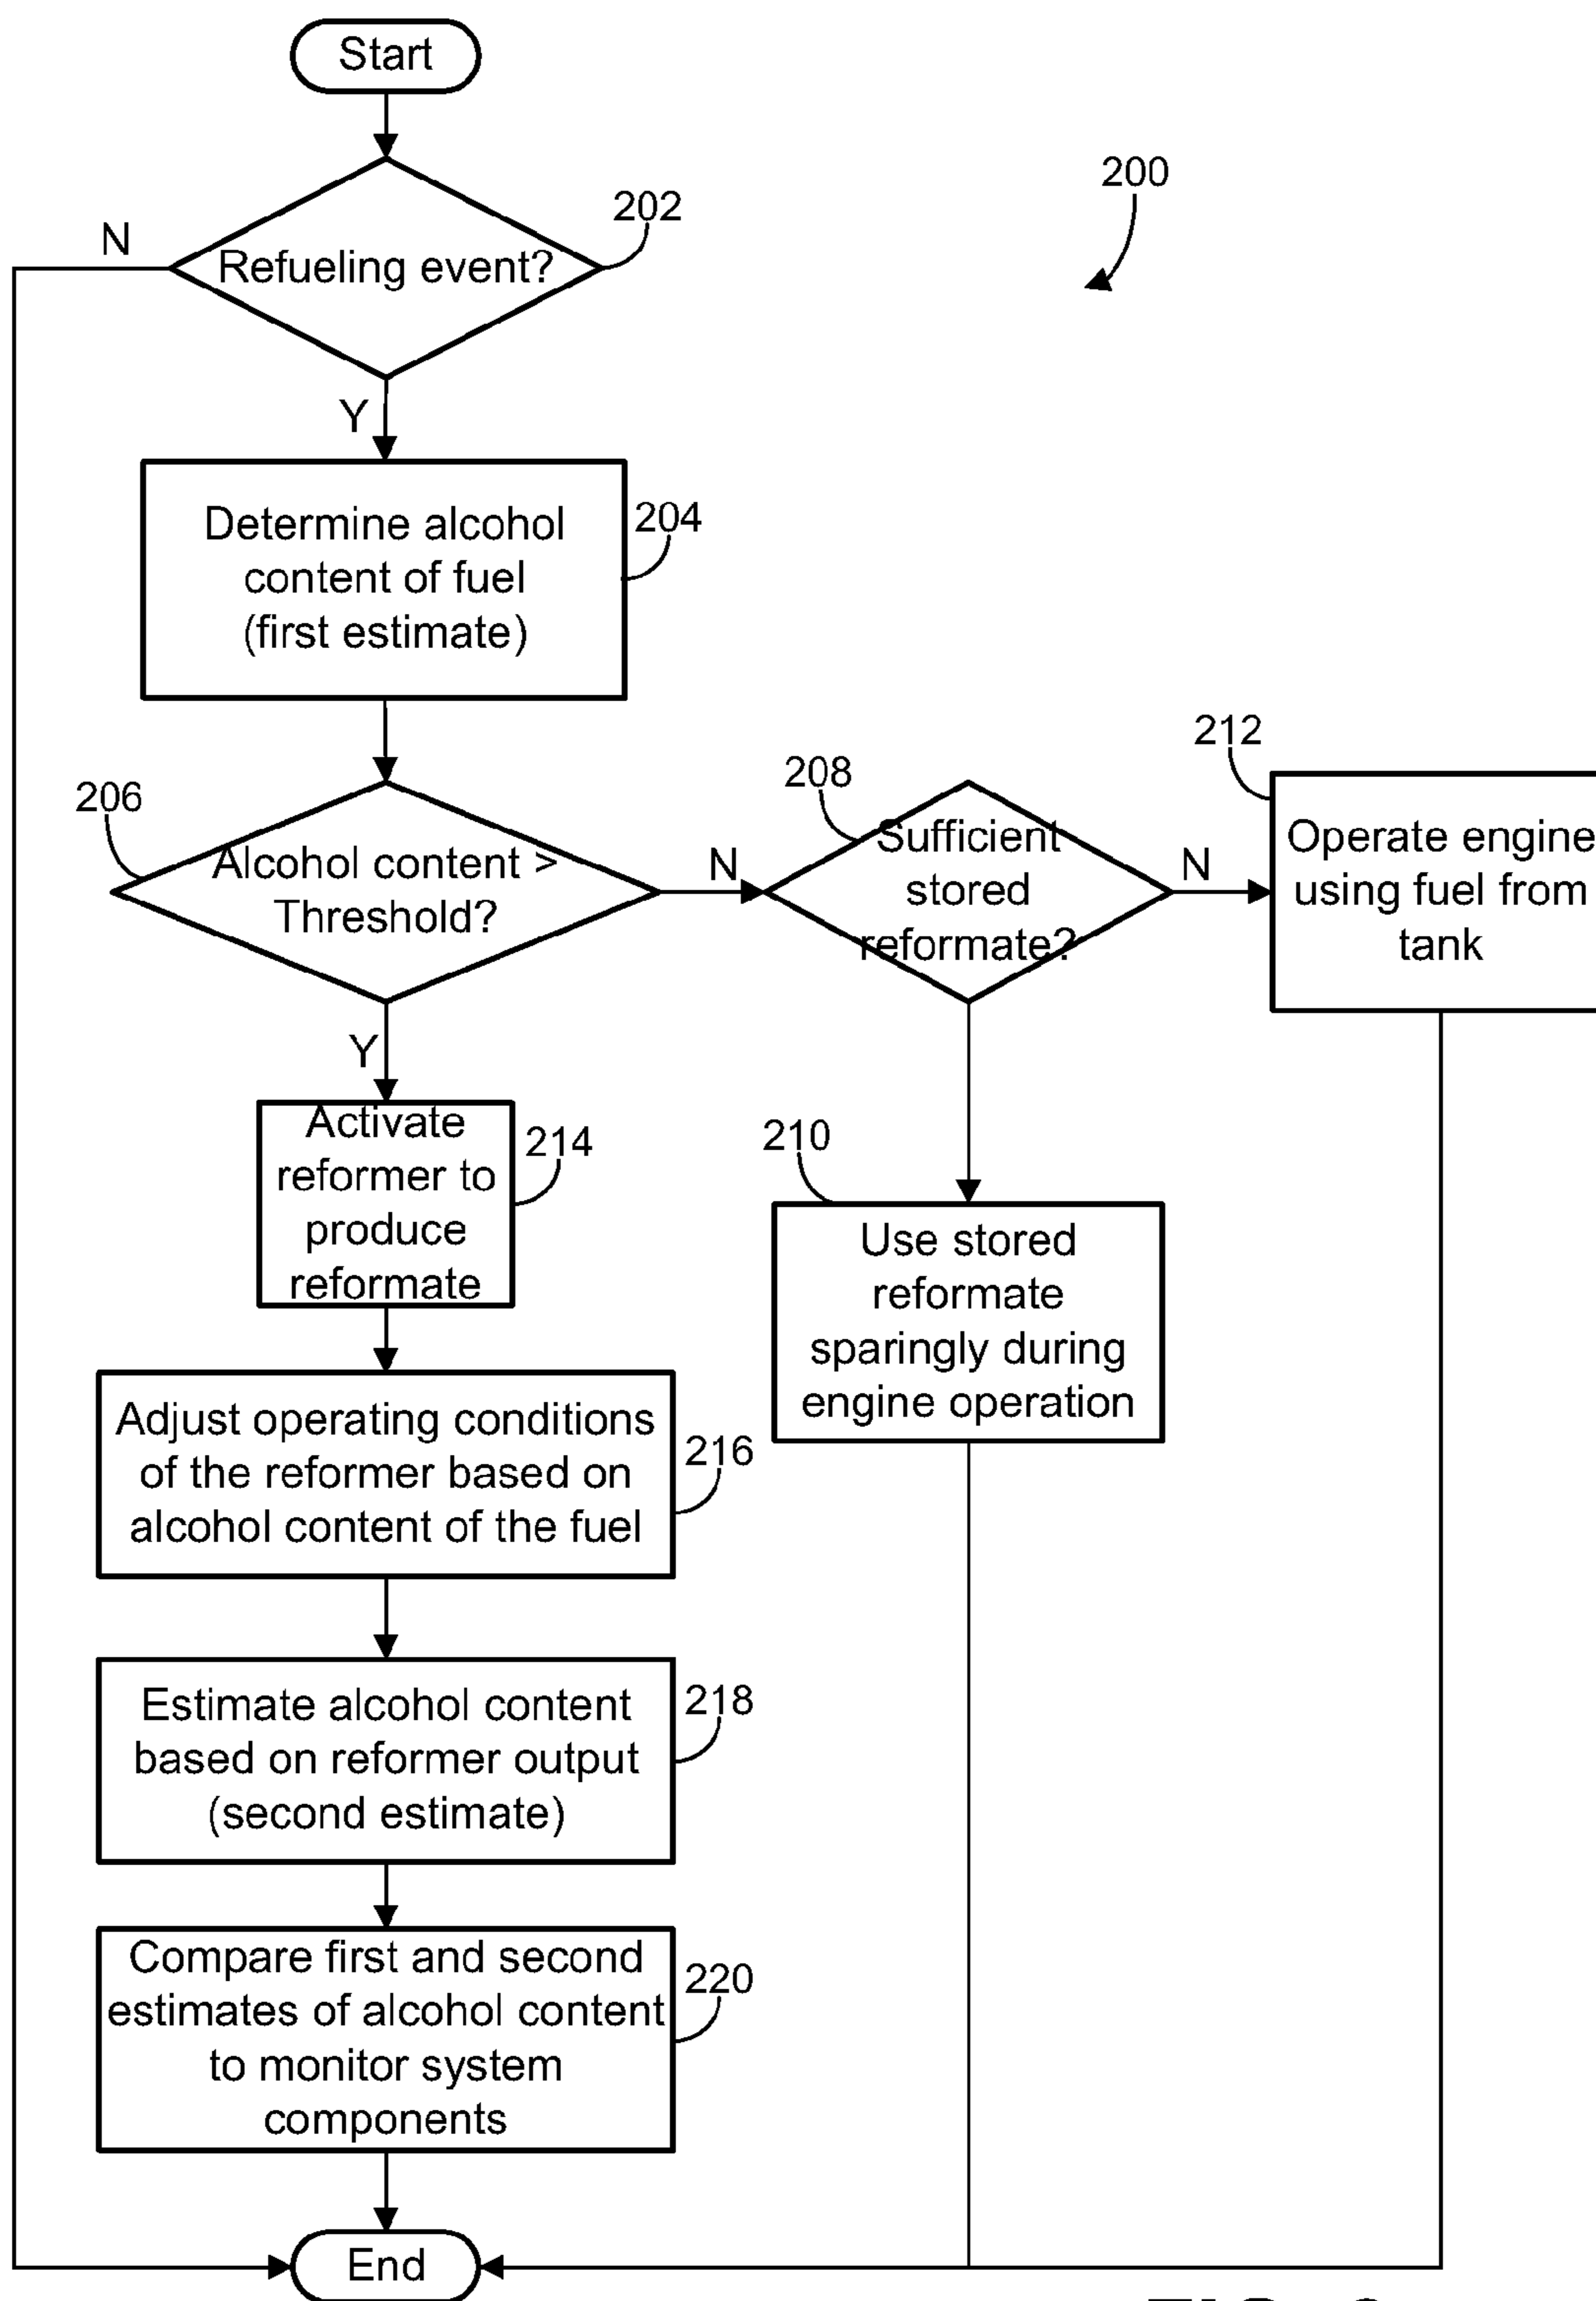 Start
200
202
N
Refueling event?
Y
Determine alcohol
content of fuel
(first estimate)
204
206
Alcohol content >
Threshold?
N
208
Sufficient
stored
reformate?
N
212
Operate engine
using fuel from
tank
Y
Activate
reformer to
produce
reformate
214
210
Use stored
reformate
sparingly during
engine operation
Adjust operating conditions
of the reformer based on
alcohol content of the fuel
216
Estimate alcohol content
based on reformer output
(second estimate)
218
Compare first and second
estimates of alcohol content
to monitor system
components
220
End